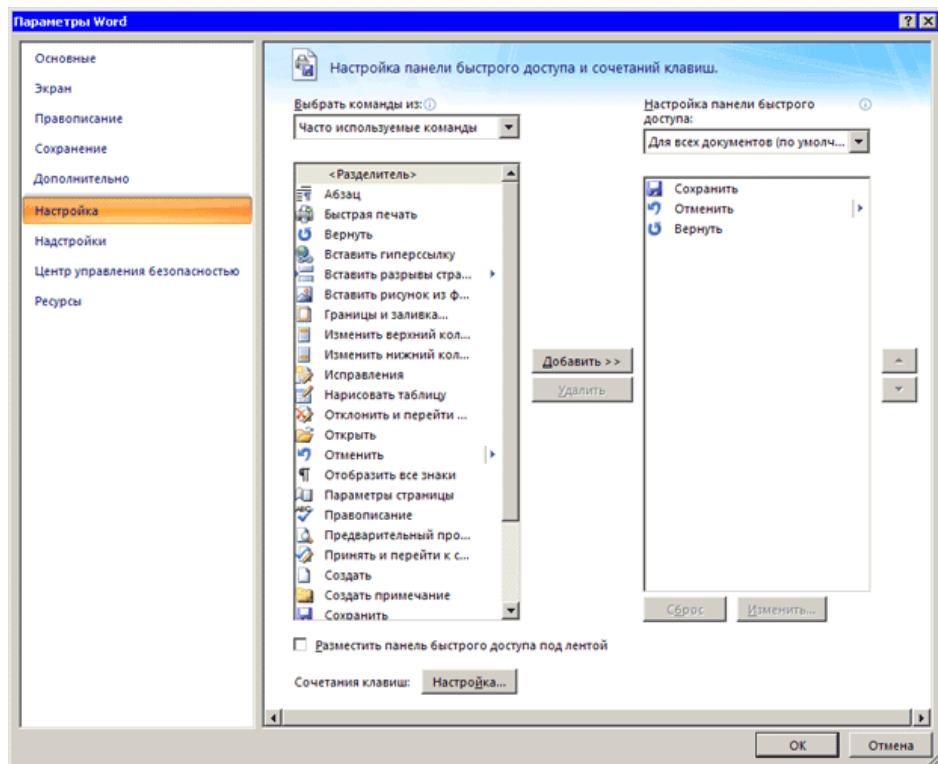 Параметры Word
Основные
Экран
Правописание
Сохранение
Дополнительно
Настройка
Надстройки
Центр управления безопасностью
Ресурсы
Настройка панели быстрого доступа и сочетаний клавиш.
Выбрать команды из:
Часто используемые команды
<Разделитель>
Абзац
Быстрая печать
Вернуть
Вставить гиперссылку
Вставить разрывы стра...
Вставить рисунок из ф...
Границы и заливка...
Изменить верхний кол...
Изменить нижний кол...
Исправления
Нарисовать таблицу
Отклонить и перейти ...
Открыть
Отменить
Отобразить все знаки
Параметры страницы
Правописание
Предварительный про...
Принять и перейти к с...
Создать
Создать примечание
Сохранить
Добавить >>
Удалить
Настройка панели быстрого
доступа:
Для всех документов (по умолч...
Сохранить
Отменить
Вернуть
Сброс
Изменить...
Разместить панель быстрого доступа под лентой
Сочетания клавиш:
Настройка...
ОК
Отмена